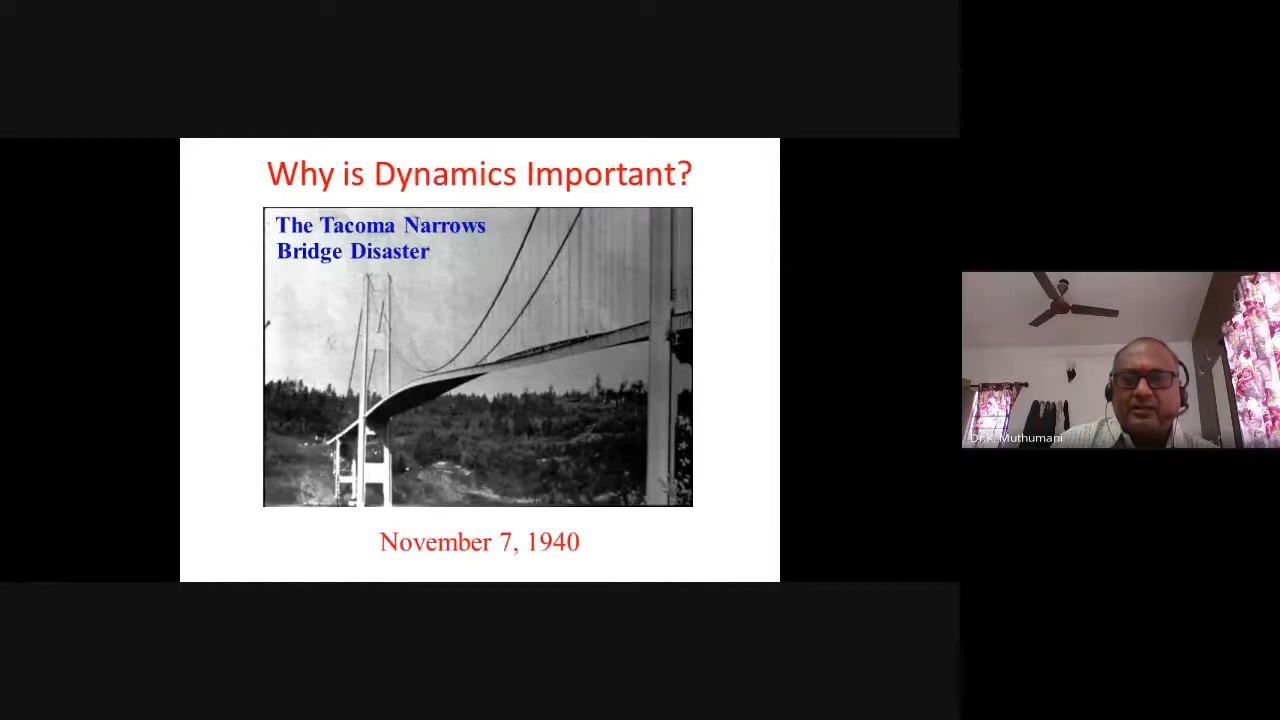 Why is Dynamics Important?
The Tacoma Narrows
Bridge Disaster
November 7, 1940
Dr.K. Muthumani